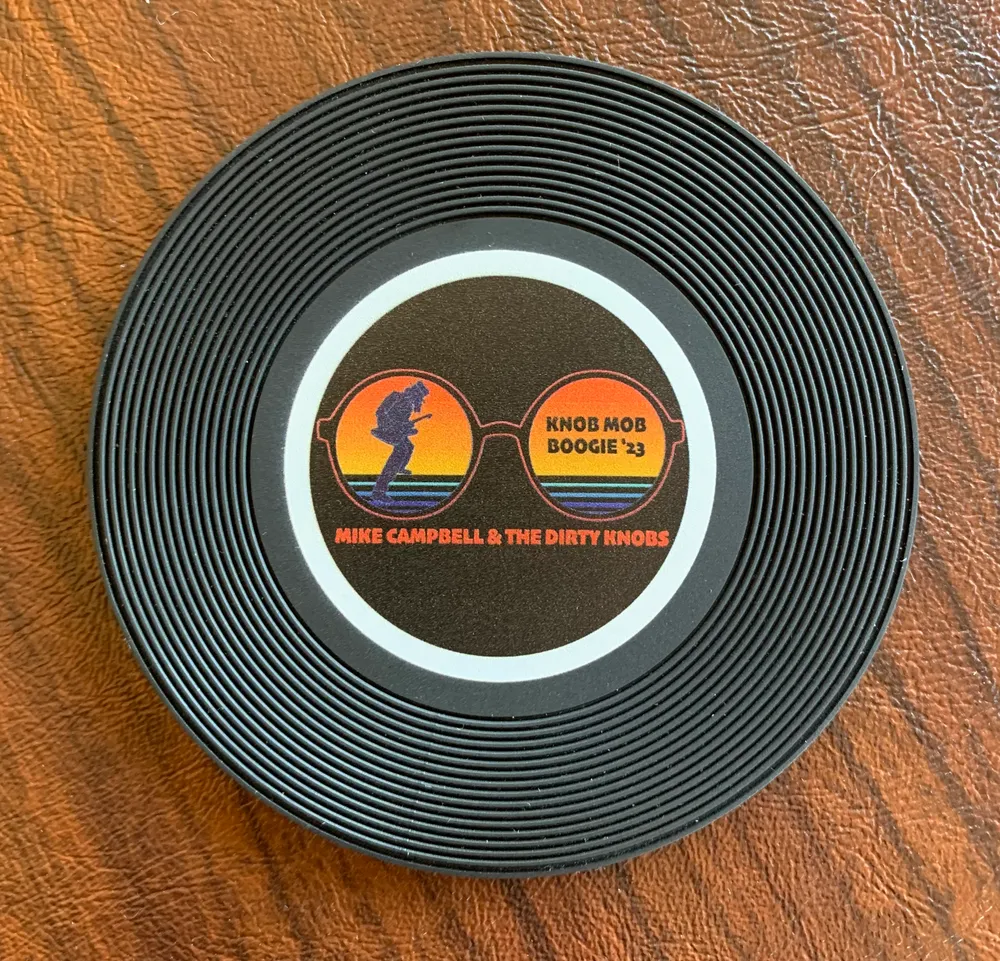 KNOB MOB
BOOGIE '23
MIKE CAMPBELL & THE DIRTY KNOBS